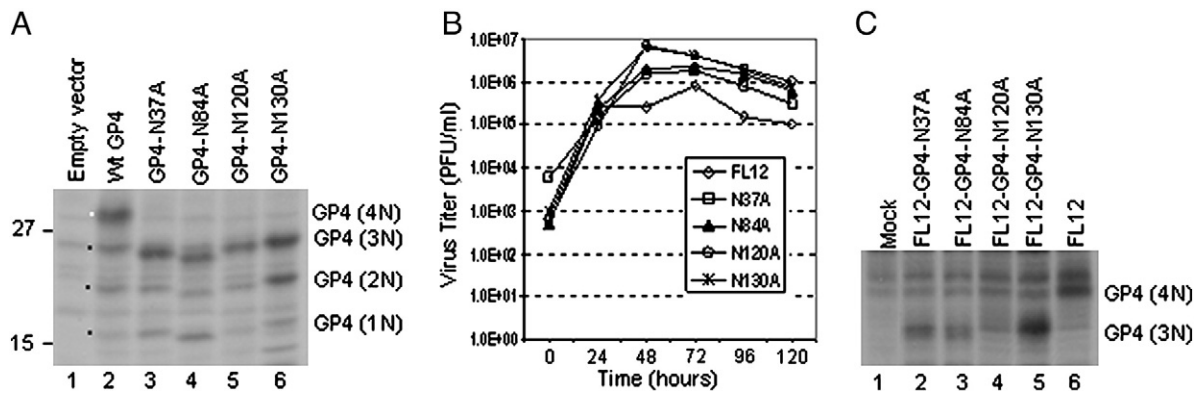 A
Empty vector
Wt GP4
GP4-N37A
GP4-N84A
GP4-N120A
GP4-N130A
27
15
GP4 (4N)
GP4 (3N)
GP4 (2N)
GP4 (1N)
1 2 3 4 5 6
B
Virus Titer (PFU/ml)
1.0E+07
1.0E+06
1.0E+05
1.0E+04
1.0E+03
1.0E+02
1.0E+01
1.0E+00
0 24 48 72 96 120
Time (hours)
FL12
N37A
N84A
N120A
N130A
C
Mock
FL12-GP4-N37A
FL12-GP4-N84A
FL12-GP4-N120A
FL12-GP4-N130A
FL12
GP4 (4N)
GP4 (3N)
1 2 3 4 5 6